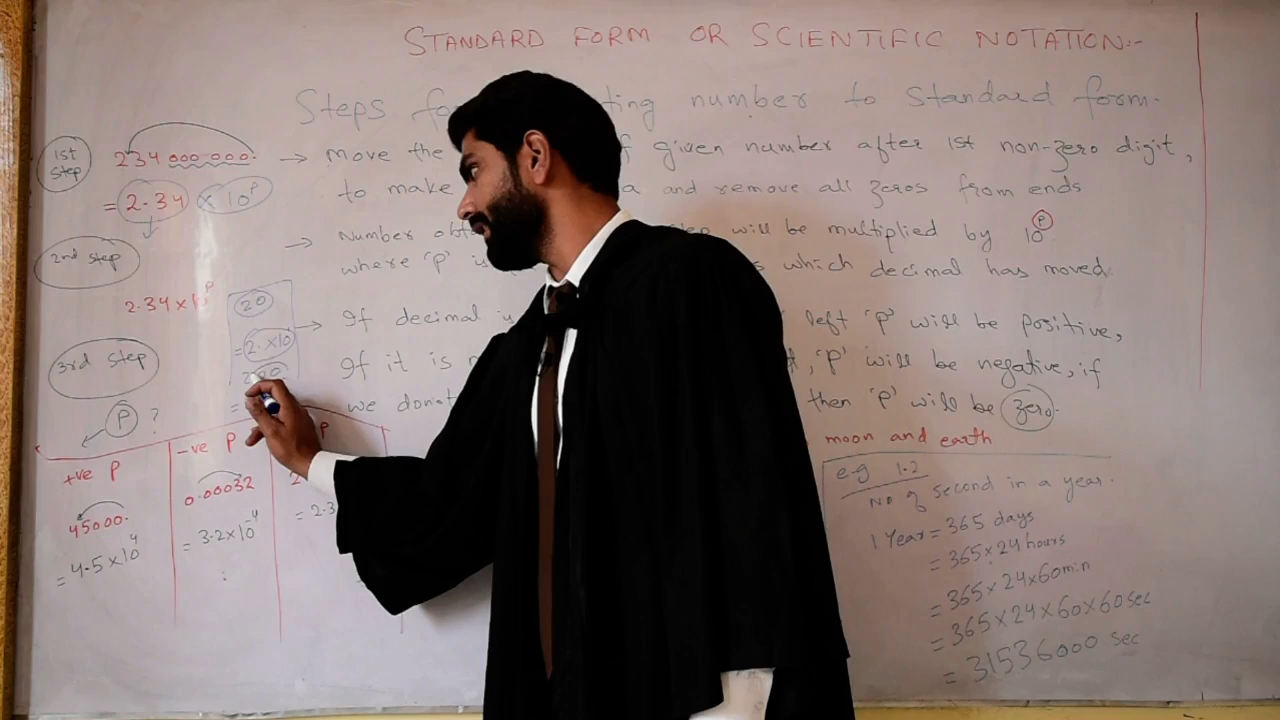 STANDARD FORM OR SCIENTIFIC NOTATION:-
Steps ting number to Standard form.
1st step
234 000 000.
= 2.34 × 10^p
→ move the given number after 1st non-zero digit,
to make and remove all zeros from ends
2nd step
2.34 × 10^p
→ Number will be multiplied by 10^p
where 'p' which decimal has moved.
3rd step
P ?
20
= 2. × 10
→ If decimal left 'p' will be positive,
If it is 'p' will be negative, if
we then 'p' will be zero.
+ve P
45000.
= 4.5 × 10^4
-ve P
0.00032
= 3.2 × 10^-4
P
2
= 2.3
moon and earth
e.g 1.2
No of second in a year.
1 Year = 365 days
= 365 × 24 hours
= 365 × 24 × 60 min
= 365 × 24 × 60 × 60 sec
= 31536000 sec